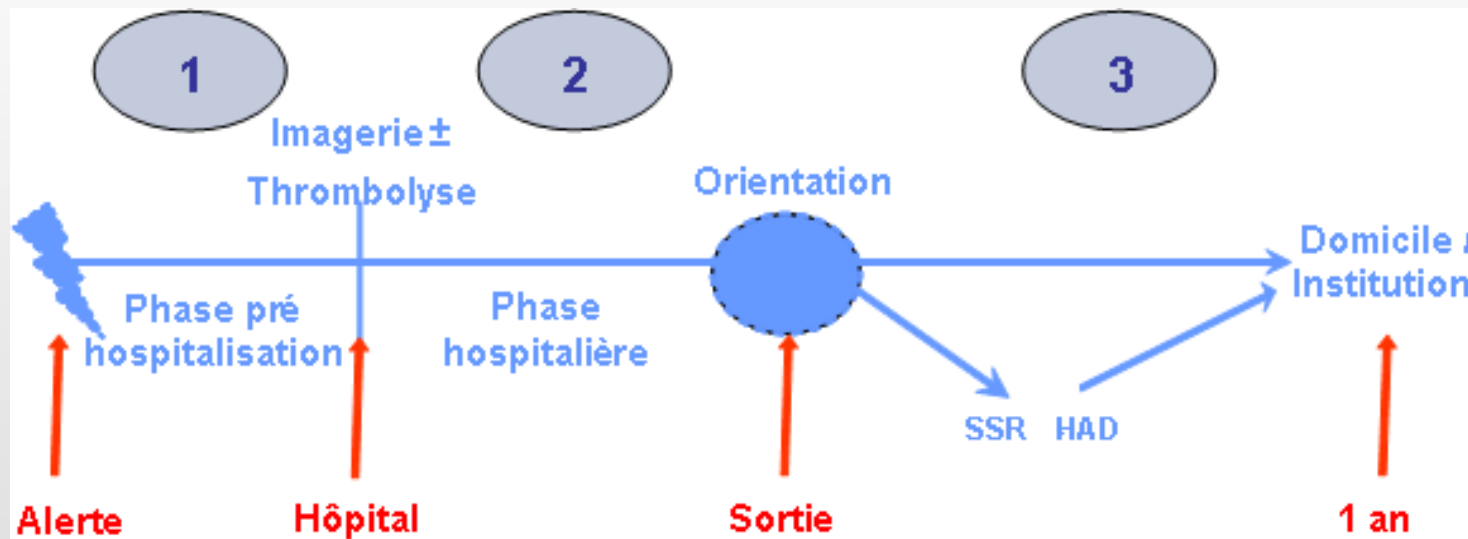 1
2
3
Imagerie ±
Thrombolyse
Orientation
Domicile
Institution
Phase pré
hospitalisation
Phase
hospitalière
SSR HAD
Alerte
Hôpital
Sortie
1 an